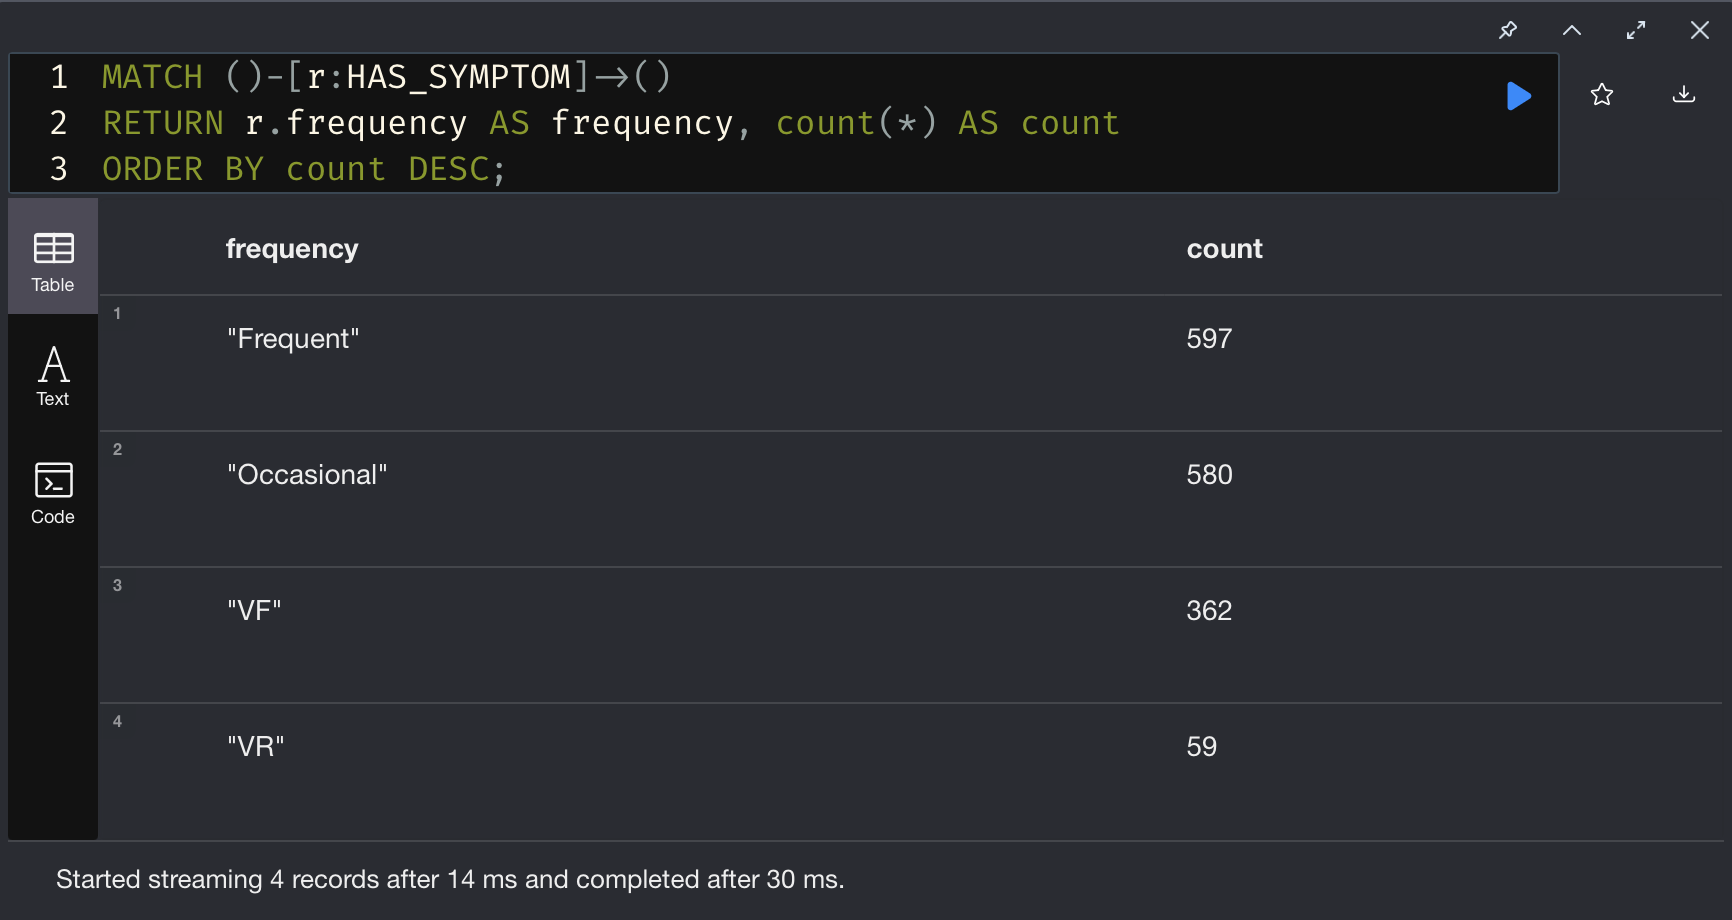 1 MATCH ()-[r:HAS_SYMPTOM]->()
2 RETURN r.frequency AS frequency, count(*) AS count
3 ORDER BY count DESC;
Table
Text
Code
frequency count
1 "Frequent" 597
2 "Occasional" 580
3 "VF" 362
4 "VR" 59
Started streaming 4 records after 14 ms and completed after 30 ms.